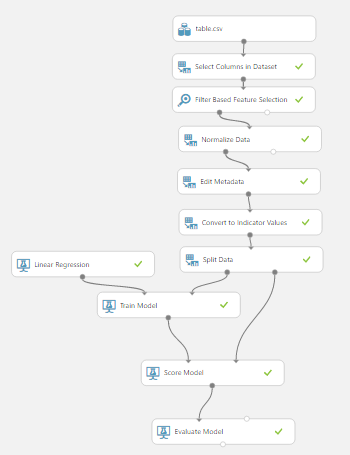 table.csv
Select Columns in Dataset
Filter Based Feature Selection
Normalize Data
Edit Metadata
Convert to Indicator Values
Split Data
Linear Regression
Train Model
Score Model
Evaluate Model